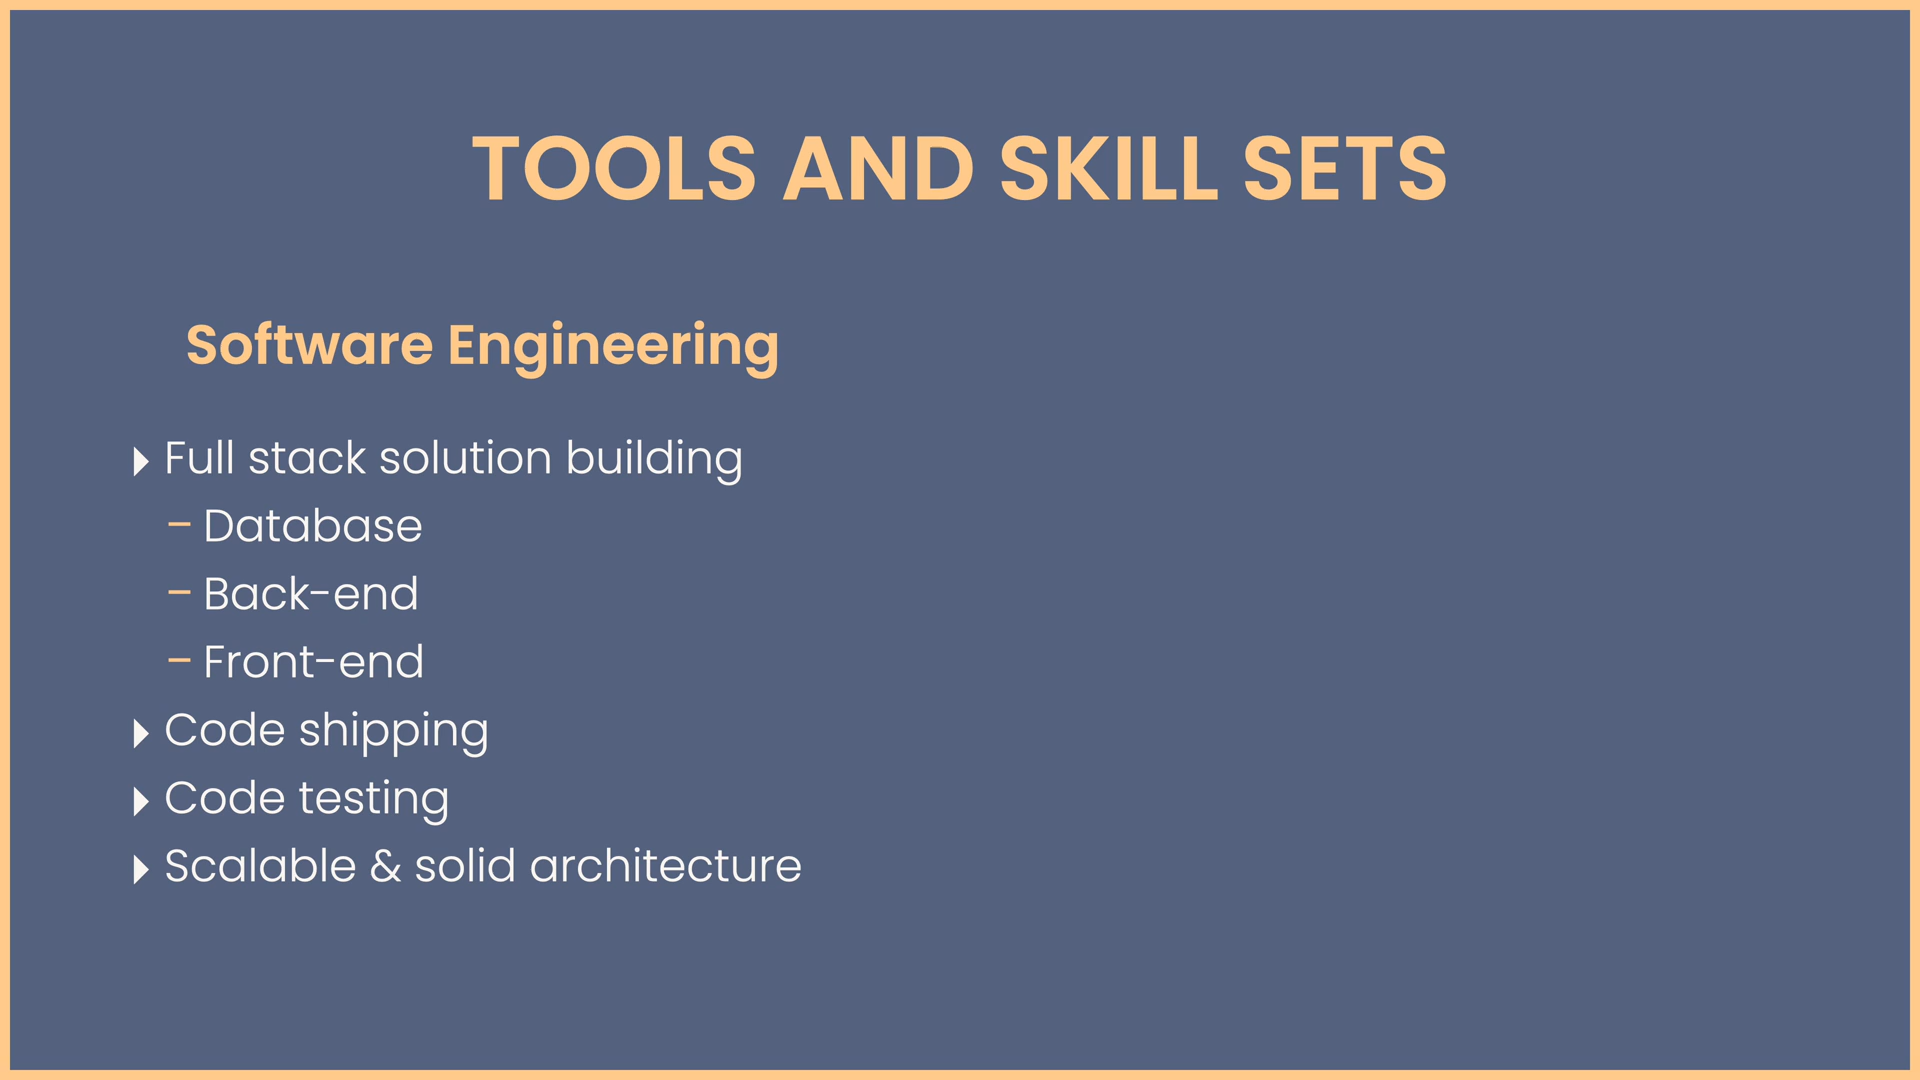 TOOLS AND SKILL SETS
Software Engineering
Full stack solution building
– Database
– Back-end
– Front-end
Code shipping
Code testing
Scalable & solid architecture